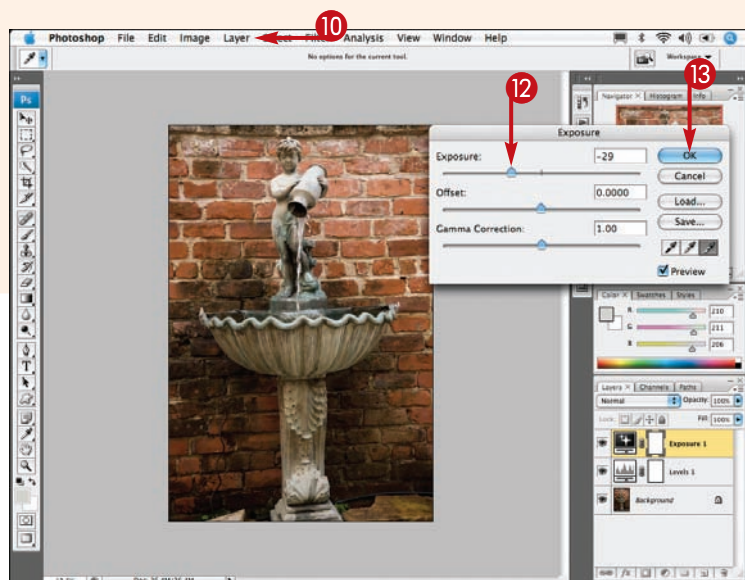 10
Photoshop File Edit Image Layer Analysis View Window Help
No options for the current tool.
Workspace
12
13
Ps
Navigator × Histogram Info
Exposure
Exposure: -29
OK
Cancel
Offset: 0.0000
Load...
Save...
Gamma Correction: 1.00
Preview
Color × Swatches Styles
R 210
G 211
B 206
Layers × Channels Paths
Normal Opacity: 100%
Lock: Fill: 100%
Exposure 1
Levels 1
Background